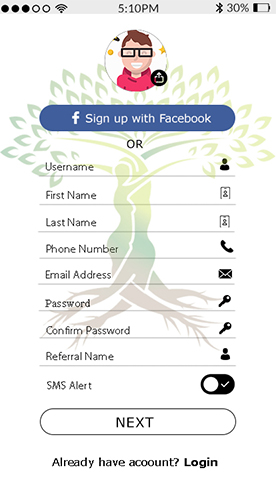 5:10PM
30%
f Sign up with Facebook
OR
Username
First Name
Last Name
Phone Number
Email Address
Password
Confirm Password
Referral Name
SMS Alert
NEXT
Already have acoount? Login